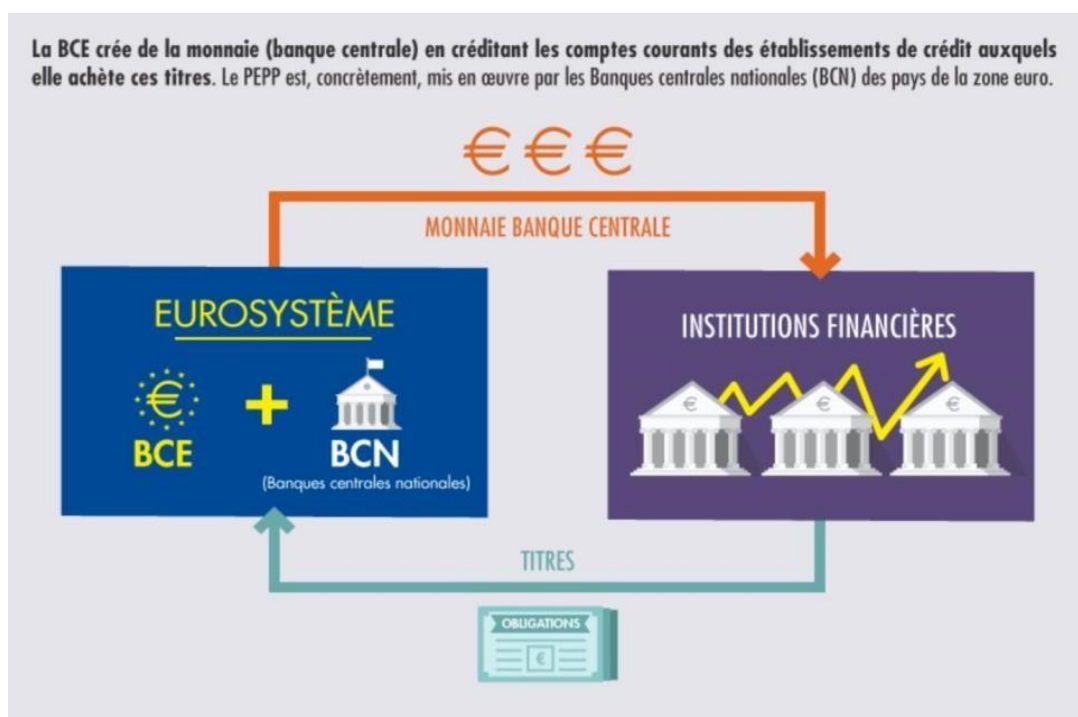 La BCE crée de la monnaie (banque centrale) en créditant les comptes courants des établissements de crédit auxquels
elle achète ces titres. Le PEPP est, concrètement, mis en œuvre par les Banques centrales nationales (BCN) des pays de la zone euro.
€ € €
MONNAIE BANQUE CENTRALE
EUROSYSTÈME
€
BCE
+
BCN
(Banques centrales nationales)
INSTITUTIONS FINANCIÈRES
€ € €
TITRES
OBLIGATIONS
€